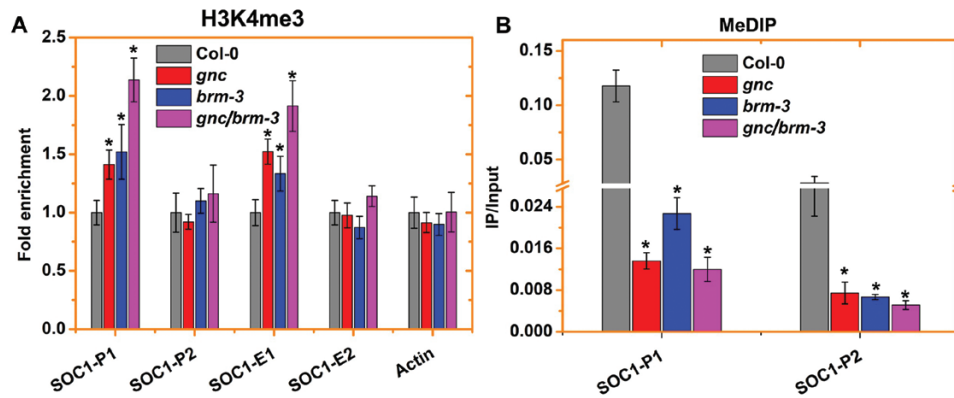 A
H3K4me3
Fold enrichment
2.5
2.0
1.5
1.0
0.5
0.0
Col-0
gnc
brm-3
gnc/brm-3
* * *
* * *
SOC1-P1
SOC1-P2
SOC1-E1
SOC1-E2
Actin
B
MeDIP
IP/Input
0.15
0.10
0.05
0.024
0.016
0.008
0.000
Col-0
gnc
brm-3
gnc/brm-3
* * *
* * *
SOC1-P1
SOC1-P2